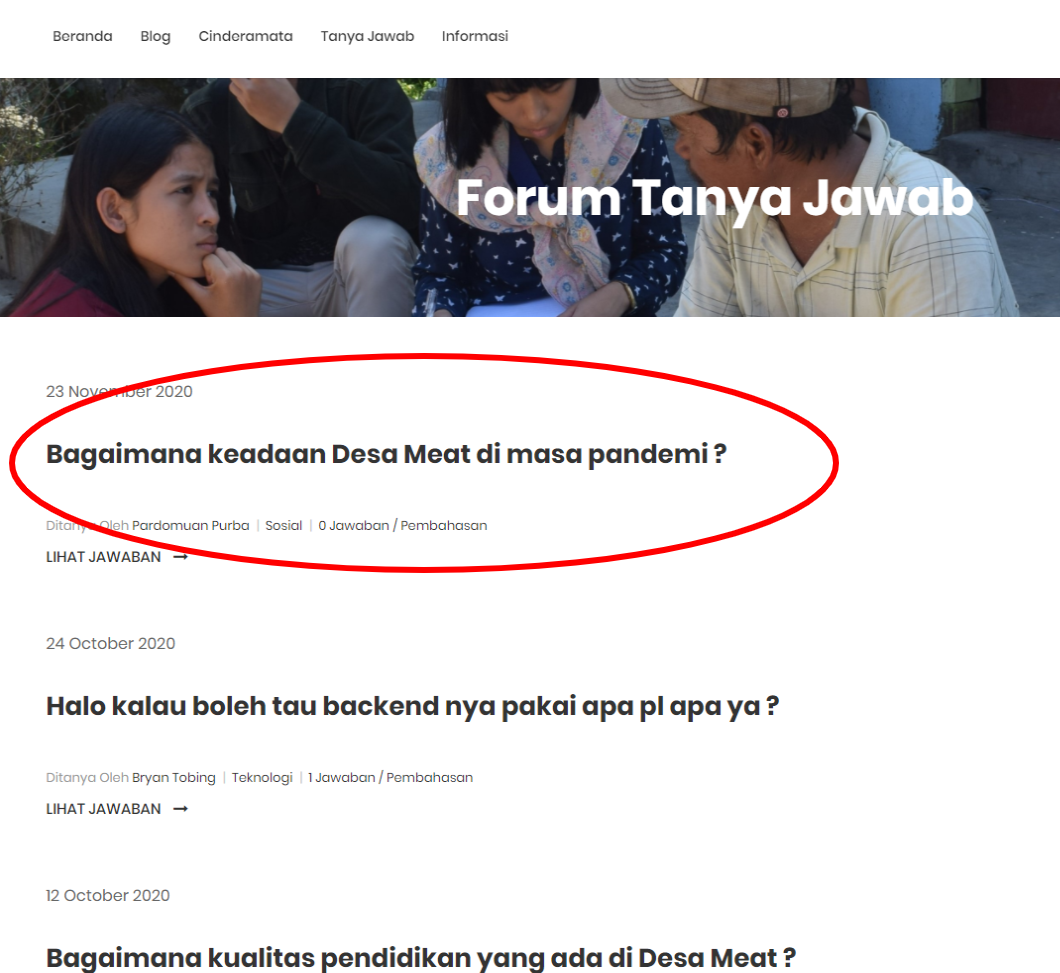 Beranda Blog Cinderamata Tanya Jawab Informasi
Forum Tanya Jawab
23 November 2020
Bagaimana keadaan Desa Meat di masa pandemi ?
Ditanya Oleh Pardomuan Purba | Sosial | 0 Jawaban / Pembahasan
LIHAT JAWABAN →
24 October 2020
Halo kalau boleh tau backend nya pakai apa pl apa ya ?
Ditanya Oleh Bryan Tobing | Teknologi | 1 Jawaban / Pembahasan
LIHAT JAWABAN →
12 October 2020
Bagaimana kualitas pendidikan yang ada di Desa Meat ?